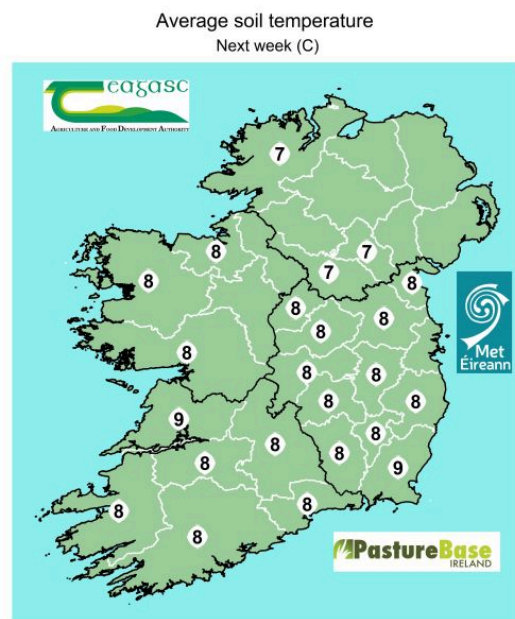 Average soil temperature
Next week (C)
Teagasc
AGRICULTURE AND FOOD DEVELOPMENT AUTHORITY
7
8
7
7
8
8
8
8
8
8
8
8
8
8
8
9
8
8
8
9
8
8
8
Met
Éireann
PastureBase
IRELAND